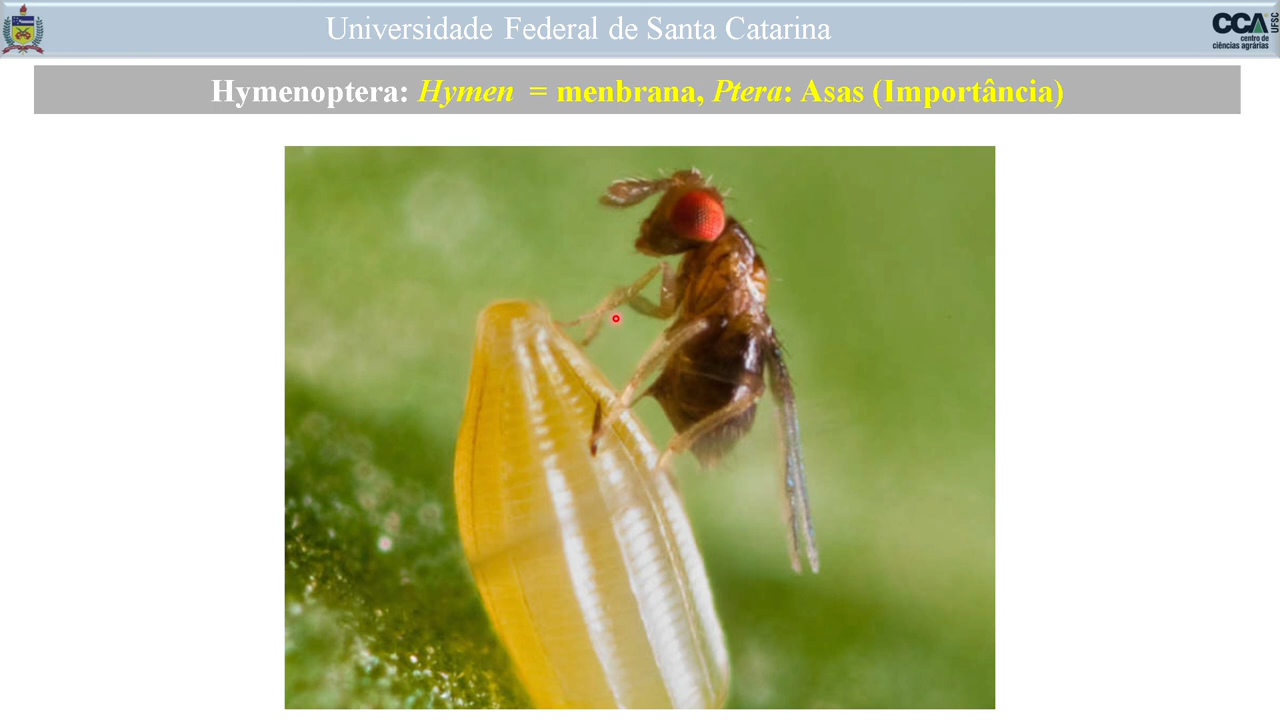 Universidade Federal de Santa Catarina
CCA
UFSC
centro de
ciências agrárias
Hymenoptera: Hymen = menbrana, Ptera: Asas (Importância)